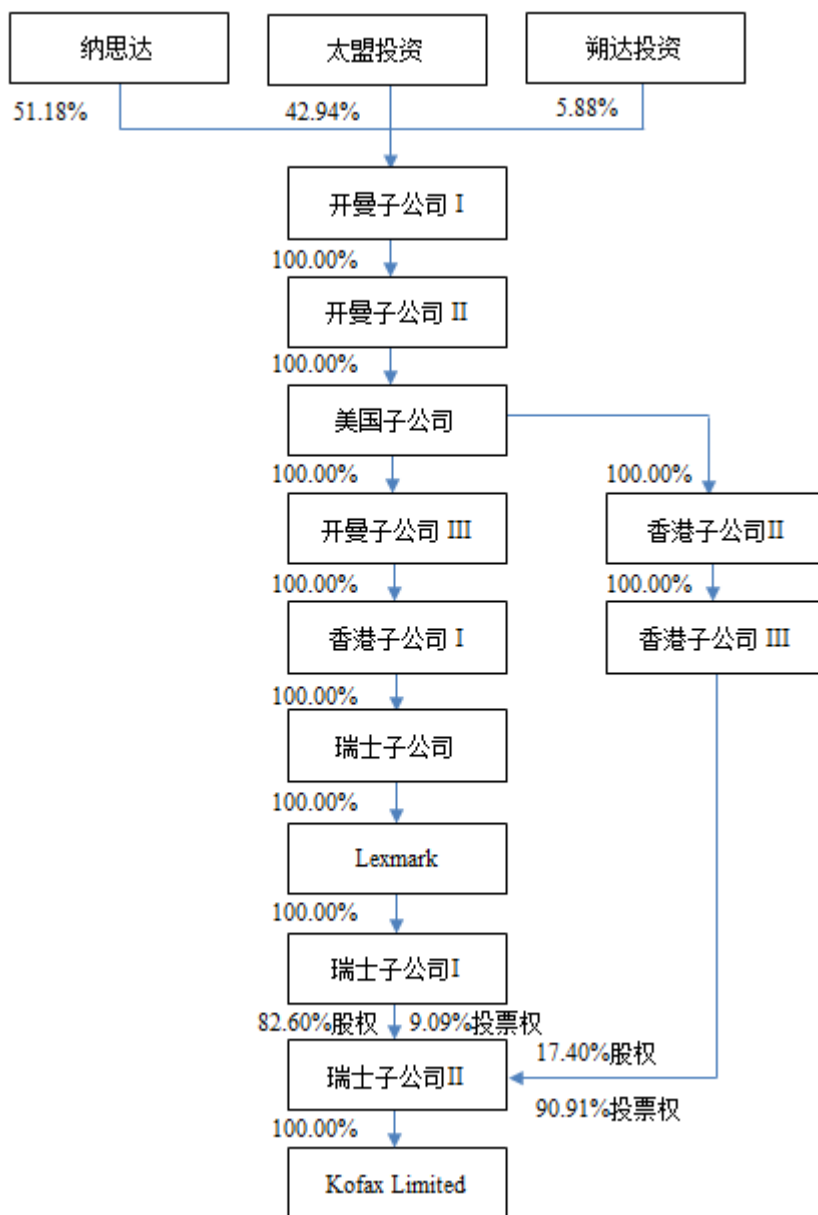 纳思达
太盟投资
朔达投资
51.18%
42.94%
5.88%
开曼子公司 I
100.00%
开曼子公司 II
100.00%
美国子公司
100.00%
100.00%
开曼子公司 III
香港子公司II
100.00%
100.00%
香港子公司 I
香港子公司 III
100.00%
瑞士子公司
100.00%
Lexmark
100.00%
瑞士子公司I
82.60%股权
9.09%投票权
17.40%股权
瑞士子公司II
90.91%投票权
100.00%
Kofax Limited